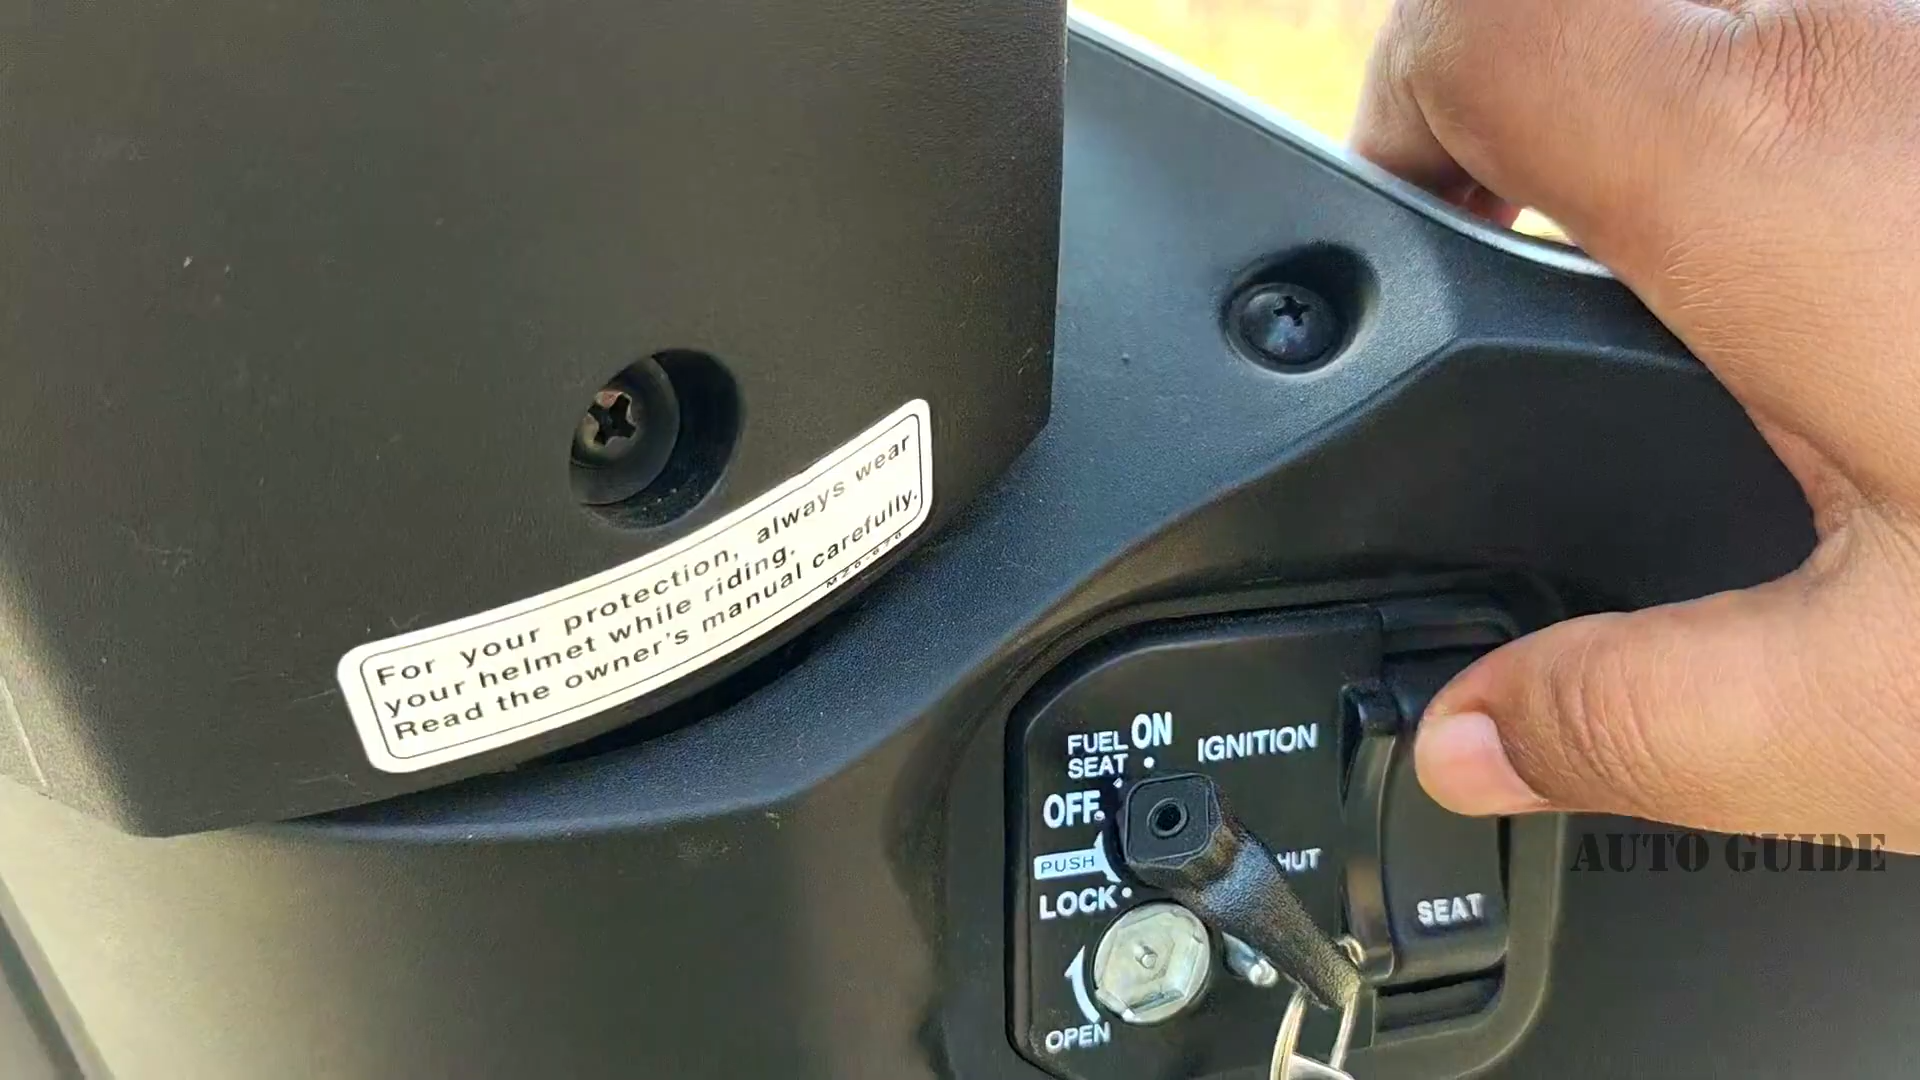 For your protection, always wear
your helmet while riding.
Read the owner's manual carefully.
FUEL ON IGNITION
SEAT
OFF
PUSH
LOCK
SEAT
OPEN
AUTO GUIDE